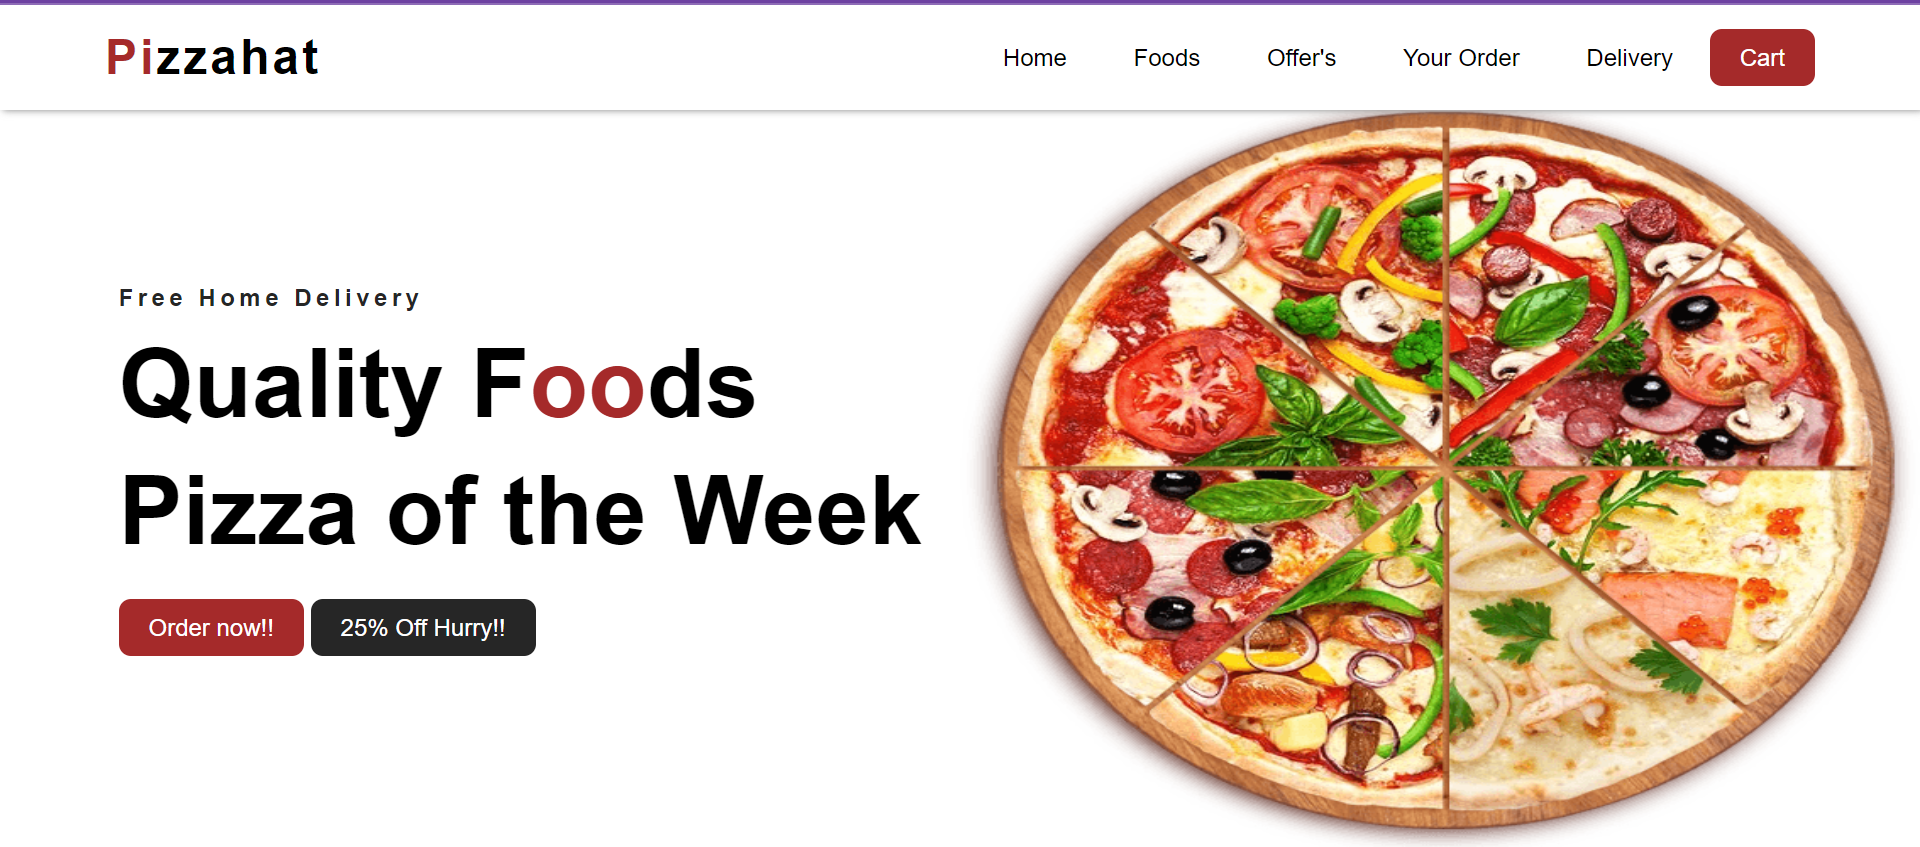 Pizzahat
Home Foods Offer's Your Order Delivery Cart
Free Home Delivery
Quality Foods
Pizza of the Week
Order now!! 25% Off Hurry!!